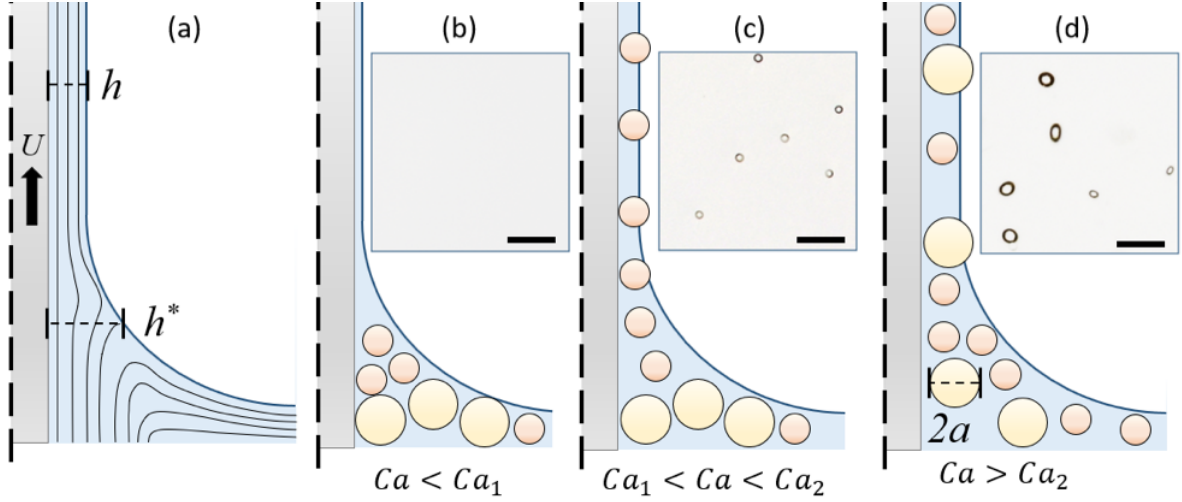 (a)
(b)
(c)
(d)
h
U
h*
2a
Ca < Ca₁
Ca₁ < Ca < Ca₂
Ca > Ca₂